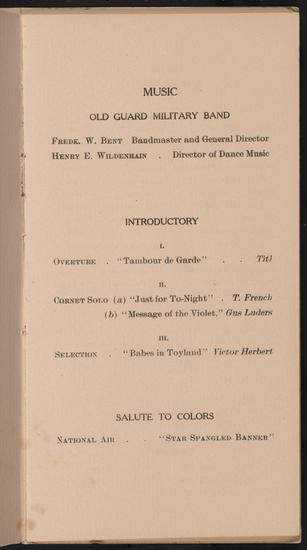 MUSIC
OLD GUARD MILITARY BAND
FREDK. W. BENT Bandmaster and General Director
HENRY E. WILDENHAIN . Director of Dance Music
INTRODUCTORY
I.
OVERTURE . "Tambour de Garde" . . Titl
II.
CORNET SOLO (a) "Just for To-Night" . T. French
(b) "Message of the Violet," Gus Luders
III.
SELECTION . "Babes in Toyland" Victor Herbert
SALUTE TO COLORS
NATIONAL AIR . . "STAR SPANGLED BANNER"